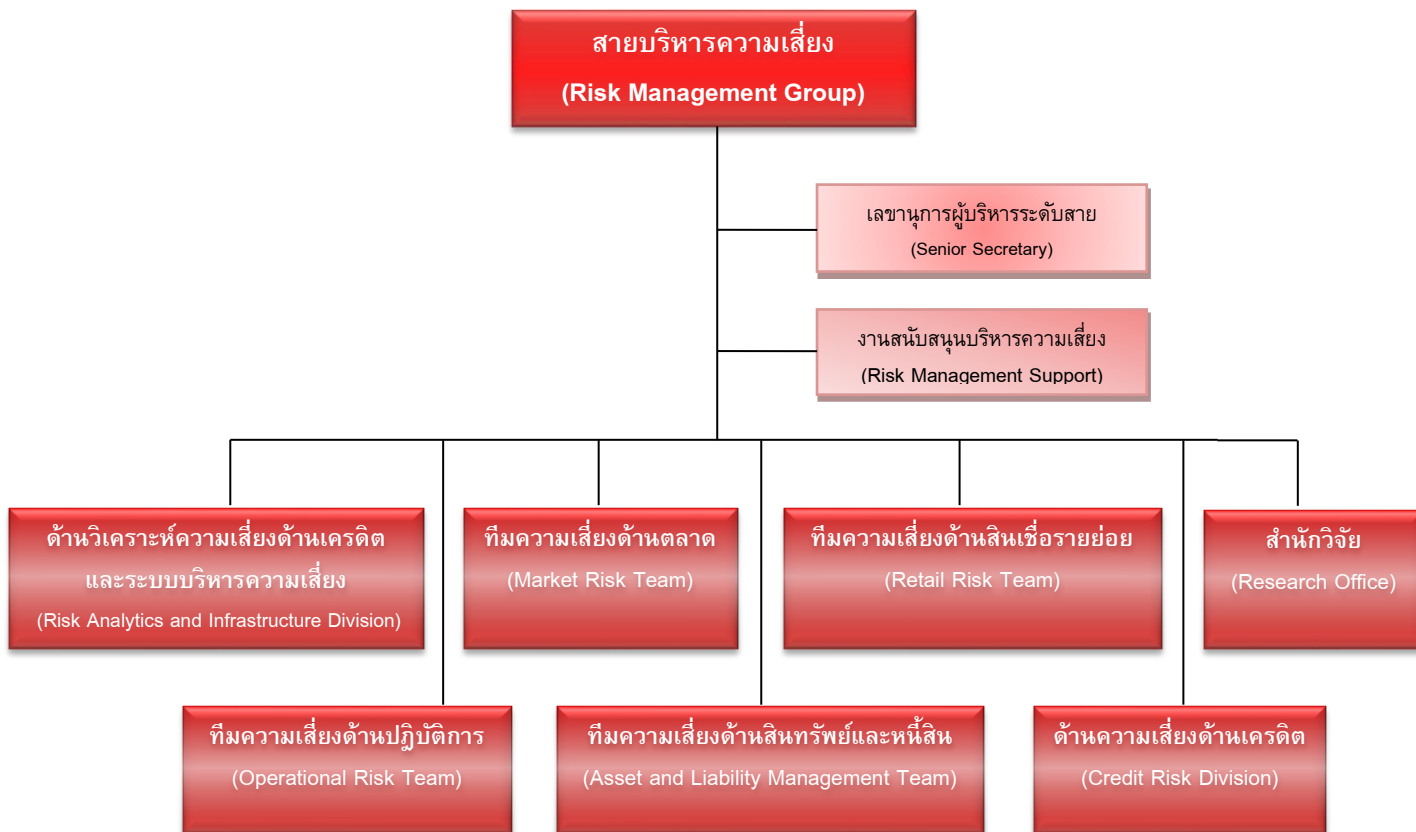 สายบริหารความเสี่ยง
(Risk Management Group)
เลขานุการผู้บริหารระดับสาย
(Senior Secretary)
งานสนับสนุนบริหารความเสี่ยง
(Risk Management Support)
ด้านวิเคราะห์ความเสี่ยงด้านเครดิต
และระบบบริหารความเสี่ยง
(Risk Analytics and Infrastructure Division)
ทีมความเสี่ยงด้านตลาด
(Market Risk Team)
ทีมความเสี่ยงด้านสินเชื่อรายย่อย
(Retail Risk Team)
สำนักวิจัย
(Research Office)
ทีมความเสี่ยงด้านปฏิบัติการ
(Operational Risk Team)
ทีมความเสี่ยงด้านสินทรัพย์และหนี้สิน
(Asset and Liability Management Team)
ด้านความเสี่ยงด้านเครดิต
(Credit Risk Division)